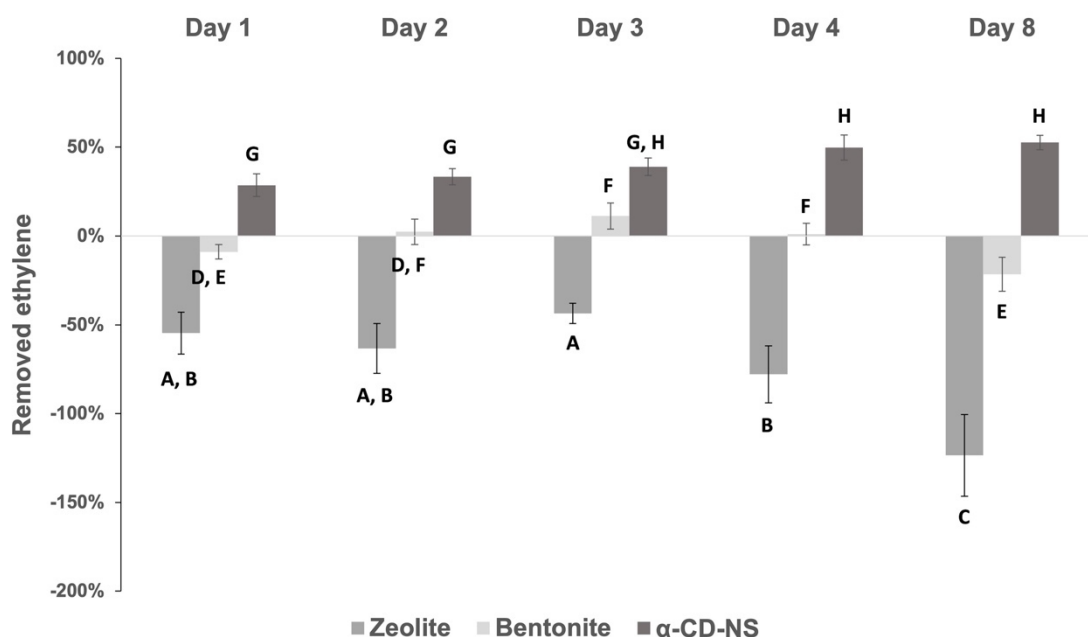 Day 1 Day 2 Day 3 Day 4 Day 8
100%
50%
0%
-50%
-100%
-150%
-200%
Removed ethylene
G G G, H H H
D, E D, F F F E
A, B A, B A B C
Zeolite Bentonite α-CD-NS